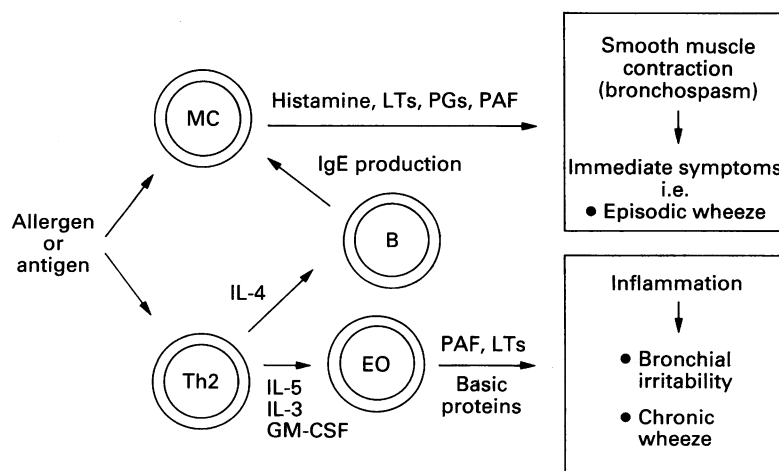 Allergen
or
antigen
MC
Histamine, LTs, PGs, PAF
IgE production
B
IL-4
Th2
IL-5
IL-3
GM-CSF
EO
PAF, LTs
Basic
proteins
Smooth muscle
contraction
(bronchospasm)
Immediate symptoms
i.e.
● Episodic wheeze
Inflammation
● Bronchial
irritability
● Chronic
wheeze